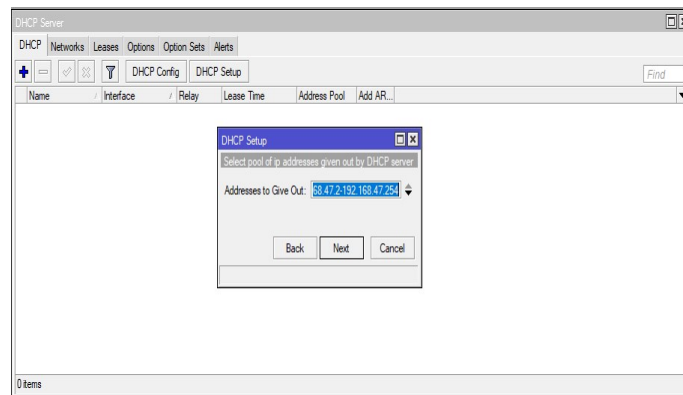 DHCP Server
DHCP Networks Leases Options Option Sets Alerts
DHCP Config DHCP Setup Find
Name Interface Relay Lease Time Address Pool Add AR...
DHCP Setup
Select pool of ip addresses given out by DHCP server
Addresses to Give Out: 68.47.2-192.168.47.254
Back Next Cancel
0 items